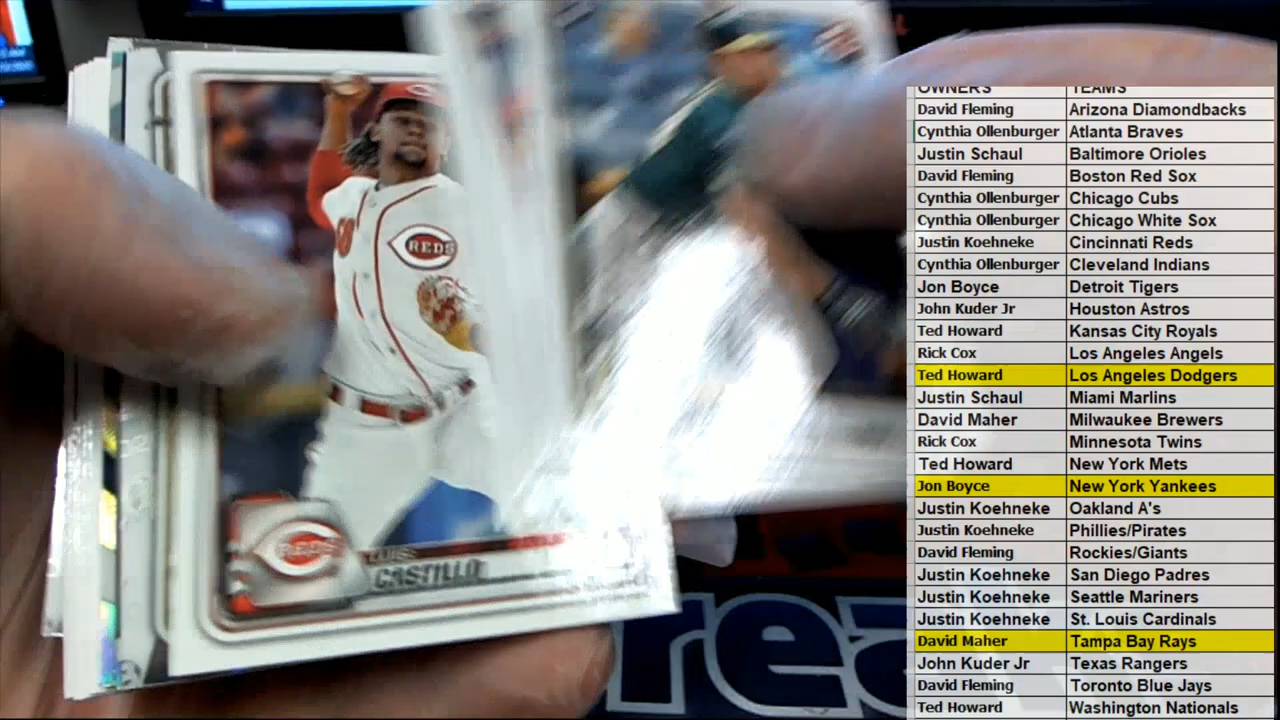 REDS
REDS
LUIS
CASTILLO
rea
OWNERS TEAMS
David Fleming Arizona Diamondbacks
Cynthia Ollenburger Atlanta Braves
Justin Schaul Baltimore Orioles
David Fleming Boston Red Sox
Cynthia Ollenburger Chicago Cubs
Cynthia Ollenburger Chicago White Sox
Justin Koehneke Cincinnati Reds
Cynthia Ollenburger Cleveland Indians
Jon Boyce Detroit Tigers
John Kuder Jr Houston Astros
Ted Howard Kansas City Royals
Rick Cox Los Angeles Angels
Ted Howard Los Angeles Dodgers
Justin Schaul Miami Marlins
David Maher Milwaukee Brewers
Rick Cox Minnesota Twins
Ted Howard New York Mets
Jon Boyce New York Yankees
Justin Koehneke Oakland A's
Justin Koehneke Phillies/Pirates
David Fleming Rockies/Giants
Justin Koehneke San Diego Padres
Justin Koehneke Seattle Mariners
Justin Koehneke St. Louis Cardinals
David Maher Tampa Bay Rays
John Kuder Jr Texas Rangers
David Fleming Toronto Blue Jays
Ted Howard Washington Nationals